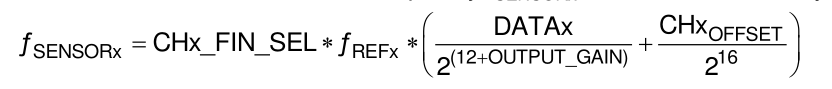 f_SENSORx = CHx_FIN_SEL * f_REFx * ( DATAx / 2^(12+OUTPUT_GAIN) + CHx_OFFSET / 2^16 )